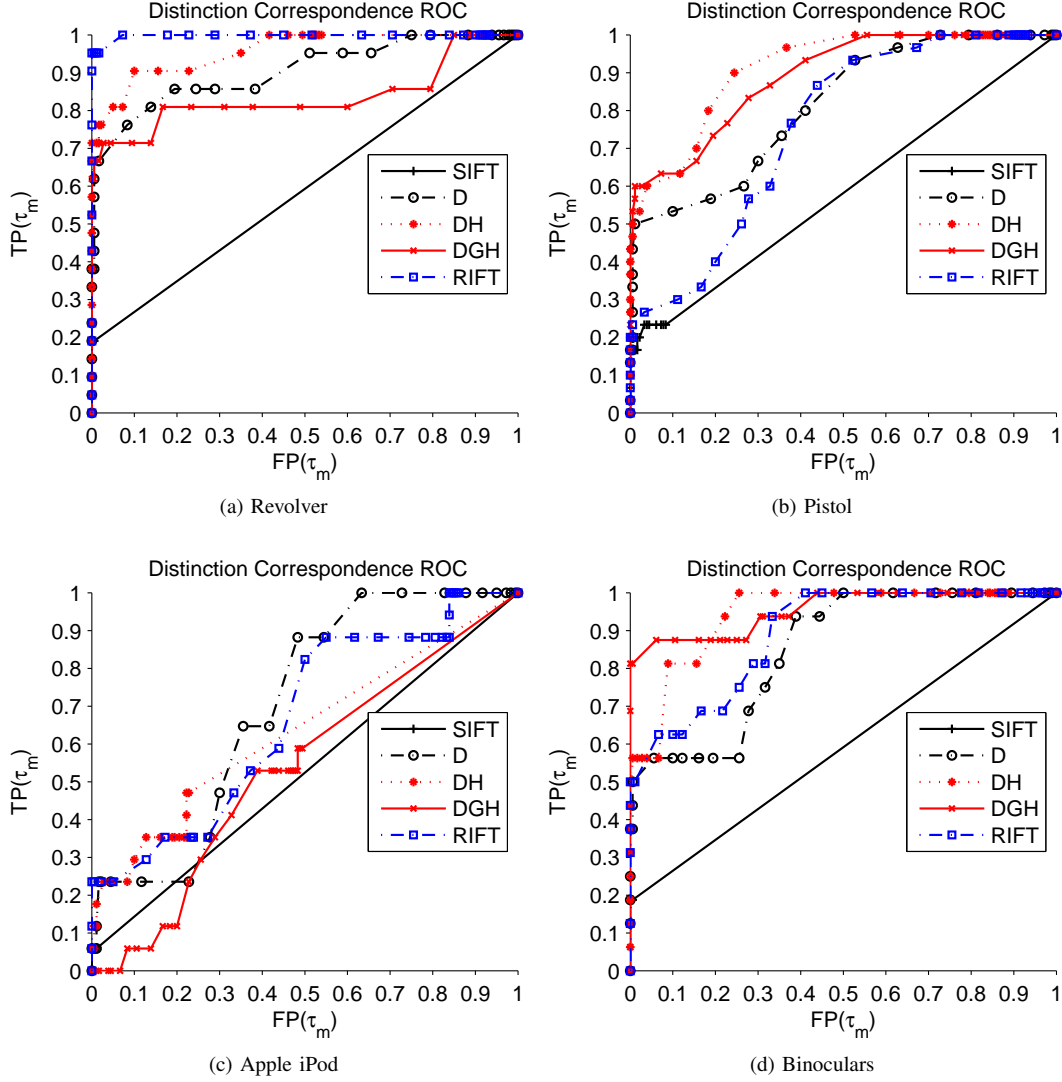 Distinction Correspondence ROC
1
0.9
0.8
0.7
0.6
0.5
0.4
0.3
0.2
0.1
0
TP(τm)
SIFT
D
DH
DGH
RIFT
0 0.1 0.2 0.3 0.4 0.5 0.6 0.7 0.8 0.9 1
FP(τm)
(a) Revolver
Distinction Correspondence ROC
1
0.9
0.8
0.7
0.6
0.5
0.4
0.3
0.2
0.1
0
TP(τm)
SIFT
D
DH
DGH
RIFT
0 0.1 0.2 0.3 0.4 0.5 0.6 0.7 0.8 0.9 1
FP(τm)
(b) Pistol
Distinction Correspondence ROC
1
0.9
0.8
0.7
0.6
0.5
0.4
0.3
0.2
0.1
0
TP(τm)
SIFT
D
DH
DGH
RIFT
0 0.1 0.2 0.3 0.4 0.5 0.6 0.7 0.8 0.9 1
FP(τm)
(c) Apple iPod
Distinction Correspondence ROC
1
0.9
0.8
0.7
0.6
0.5
0.4
0.3
0.2
0.1
0
TP(τm)
SIFT
D
DH
DGH
RIFT
0 0.1 0.2 0.3 0.4 0.5 0.6 0.7 0.8 0.9 1
FP(τm)
(d) Binoculars